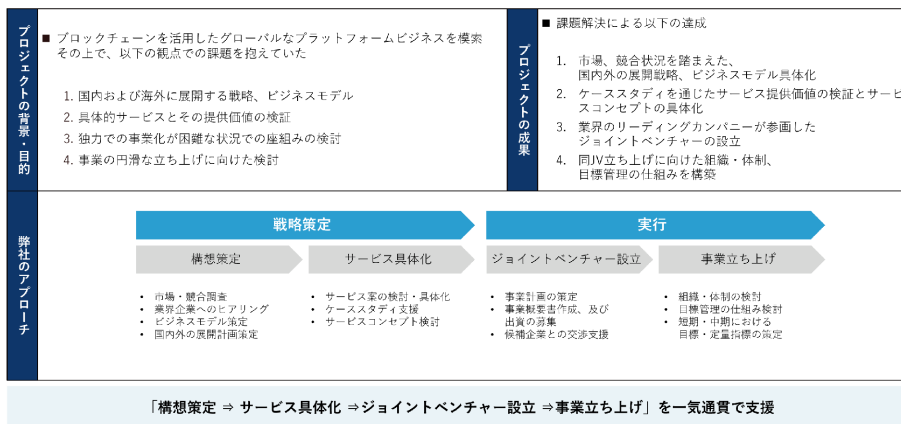 プロジェクトの背景・目的
■ ブロックチェーンを活用したグローバルなプラットフォームビジネスを模索
その上で、以下の観点での課題を抱えていた
1. 国内および海外に展開する戦略、ビジネスモデル
2. 具体的サービスとその提供価値の検証
3. 独力での事業化が困難な状況での座組みの検討
4. 事業の円滑な立ち上げに向けた検討
プロジェクトの成果
■ 課題解決による以下の達成
1. 市場、競合状況を踏まえた、
国内外の展開戦略、ビジネスモデル具体化
2. ケーススタディを通じたサービス提供価値の検証とサービ
スコンセプトの具体化
3. 業界のリーディングカンパニーが参画した
ジョイントベンチャーの設立
4. 同JV立ち上げに向けた組織・体制、
目標管理の仕組みを構築
弊社のアプローチ
戦略策定
実行
構想策定
サービス具体化
ジョイントベンチャー設立
事業立ち上げ
• 市場・競合調査
• 業界企業へのヒアリング
• ビジネスモデル策定
• 国内外の展開計画策定
• サービス案の検討・具体化
• ケーススタディ支援
• サービスコンセプト検討
• 事業計画の策定
• 事業概要書作成、及び
出資の募集
• 候補企業との交渉支援
• 組織・体制の検討
• 目標管理の仕組み検討
• 短期・中期における
目標・定量指標の策定
「構想策定 ⇒ サービス具体化 ⇒ジョイントベンチャー設立 ⇒事業立ち上げ」を一気通貫で支援